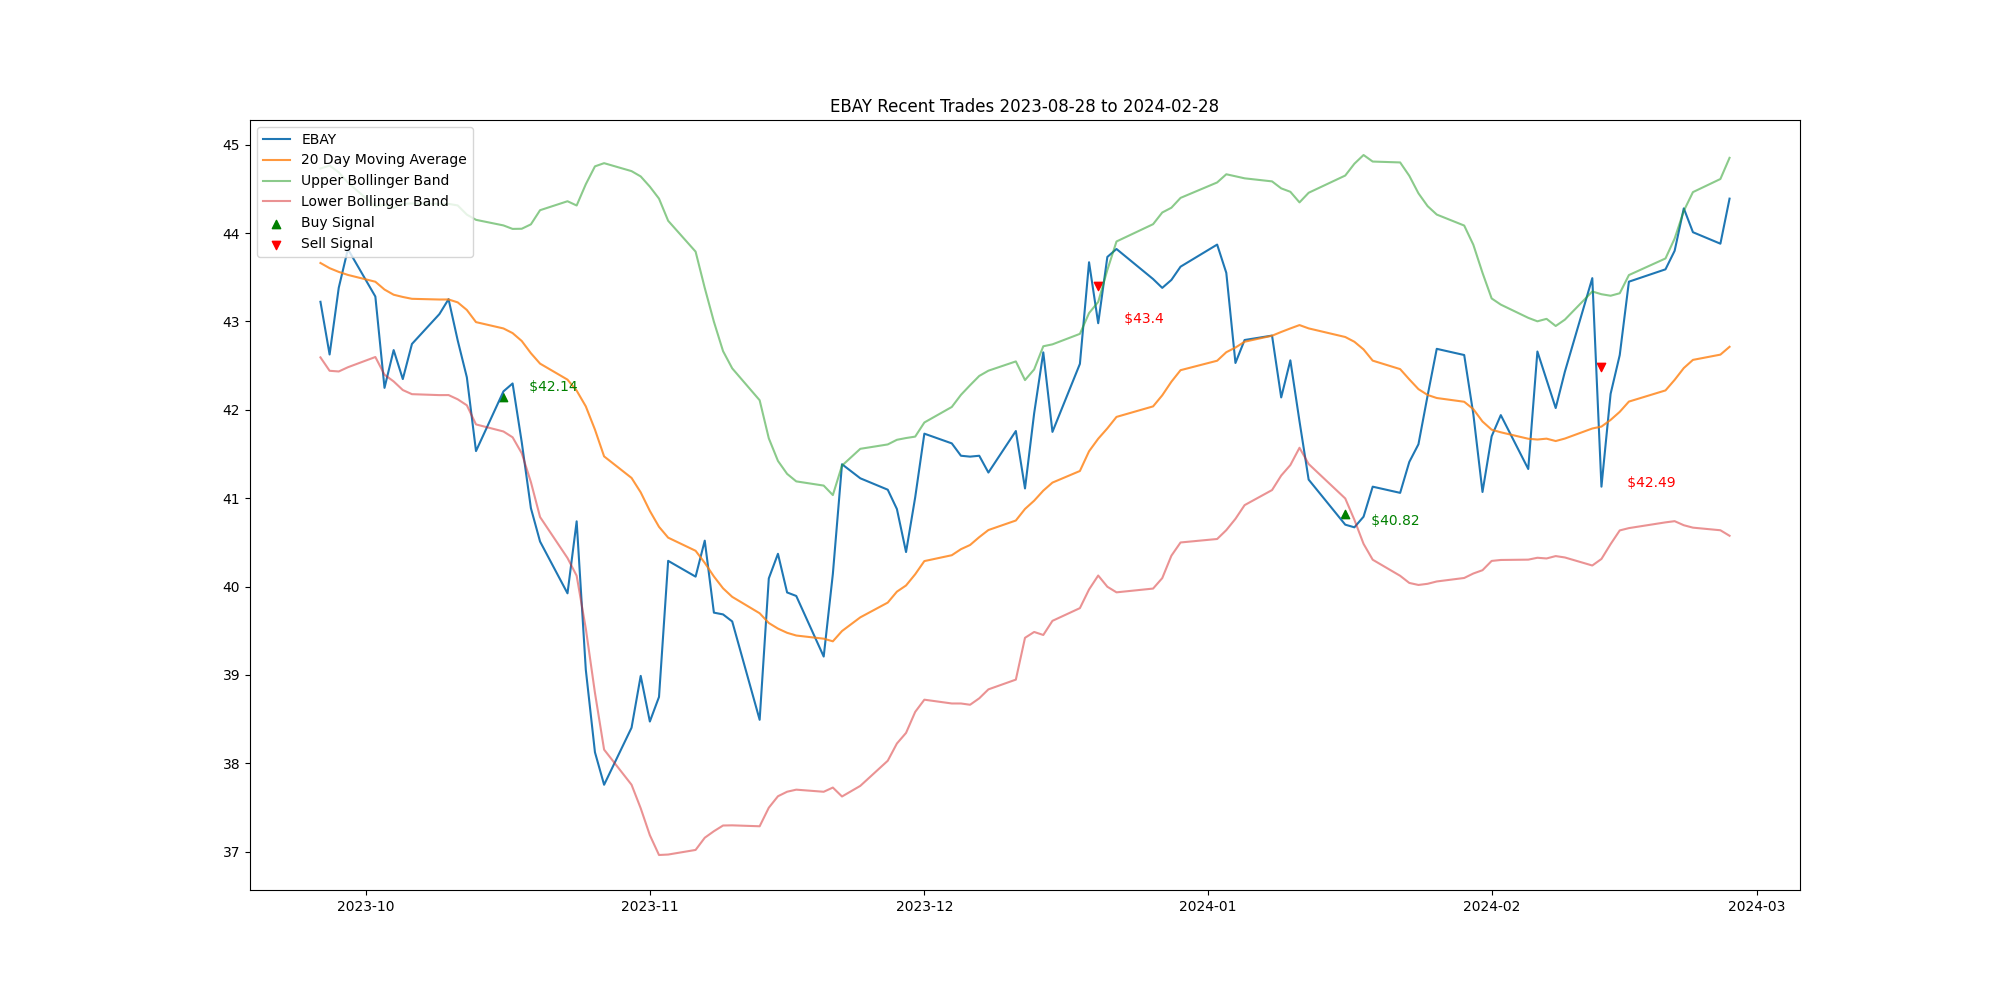 EBAY Recent Trades 2023-08-28 to 2024-02-28
EBAY
20 Day Moving Average
Upper Bollinger Band
Lower Bollinger Band
Buy Signal
Sell Signal
45
44
43
42
41
40
39
38
37
$42.14
$43.4
$40.82
$42.49
2023-10
2023-11
2023-12
2024-01
2024-02
2024-03